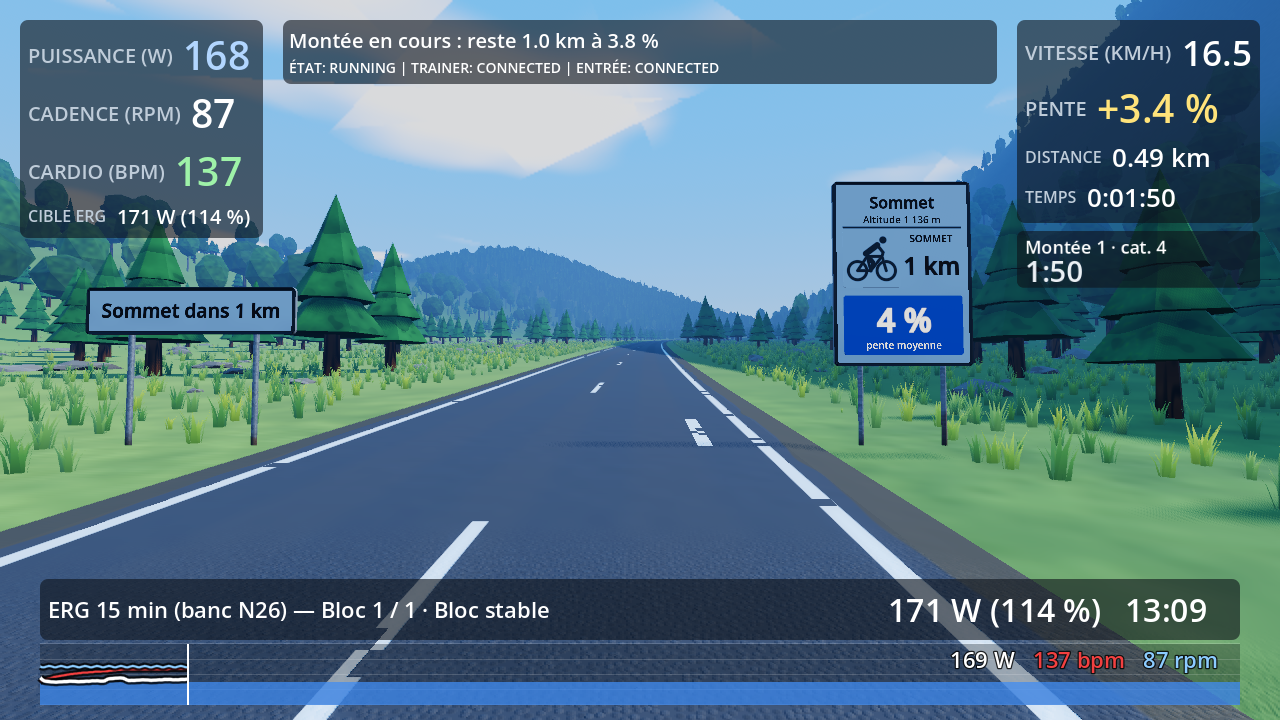 PUISSANCE (W) 168
CADENCE (RPM) 87
CARDIO (BPM) 137
CIBLE ERG 171 W (114 %)
Montée en cours : reste 1.0 km à 3.8 %
ÉTAT: RUNNING | TRAINER: CONNECTED | ENTRÉE: CONNECTED
VITESSE (KM/H) 16.5
PENTE +3.4 %
DISTANCE 0.49 km
TEMPS 0:01:50
Montée 1 · cat. 4
1:50
Sommet dans 1 km
Sommet
Altitude 1 136 m
SOMMET
1 km
4 %
pente moyenne
ERG 15 min (banc N26) — Bloc 1 / 1 · Bloc stable
171 W (114 %) 13:09
169 W 137 bpm 87 rpm